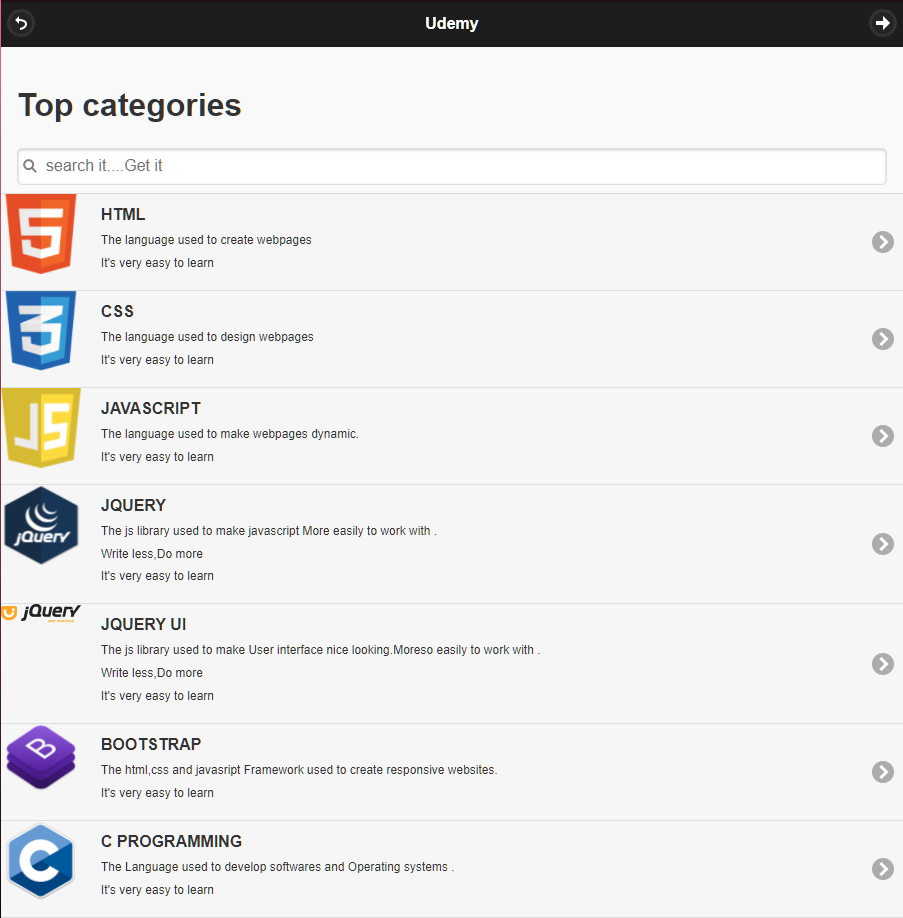 Udemy
Top categories
search it....Get it
HTML
The language used to create webpages
It's very easy to learn
CSS
The language used to design webpages
It's very easy to learn
JS
JAVASCRIPT
The language used to make webpages dynamic.
It's very easy to learn
jQuery
JQUERY
The js library used to make javascript More easily to work with .
Write less,Do more
It's very easy to learn
jQuery
user interface
JQUERY UI
The js library used to make User interface nice looking.Moreso easily to work with .
Write less,Do more
It's very easy to learn
B
BOOTSTRAP
The html,css and javasript Framework used to create responsive websites.
It's very easy to learn
C
C PROGRAMMING
The Language used to develop softwares and Operating systems .
It's very easy to learn